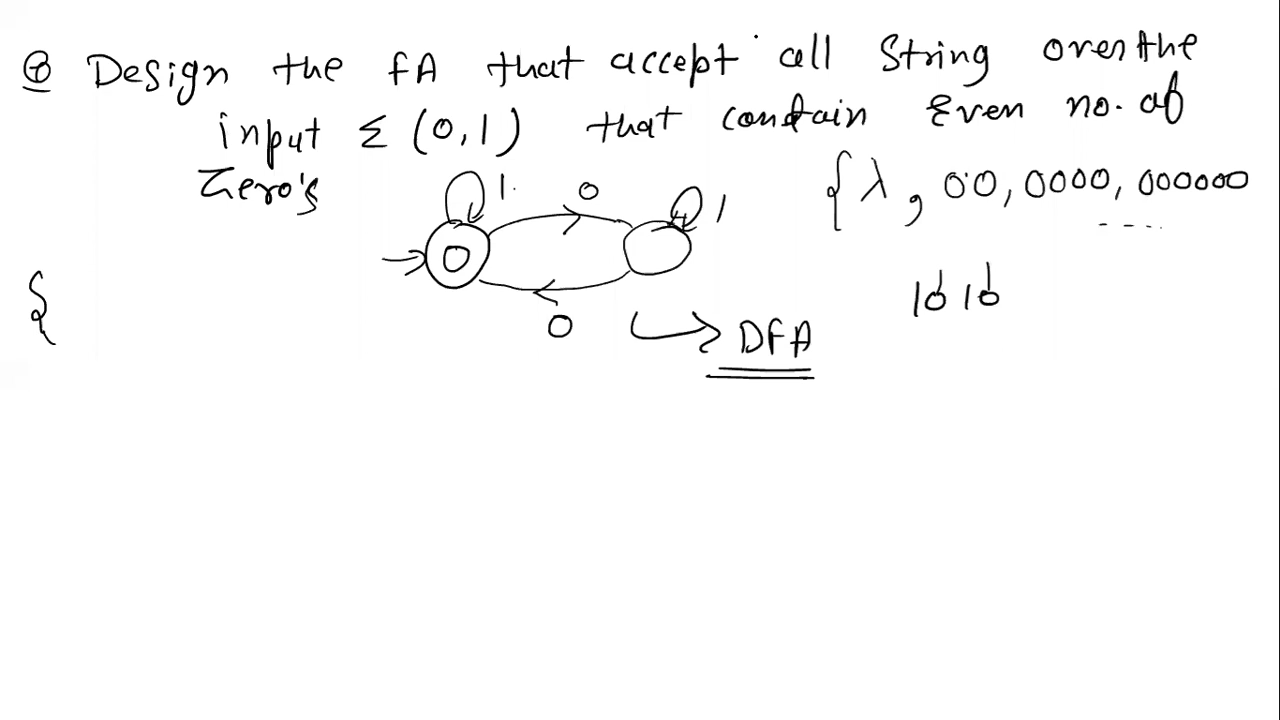 Q Design the FA that accept all String over the
input Σ (0,1) that contain Even no. of
Zero's
{λ, 00, 0000, 000000
----
1
0
1
0
{
1010
DFA